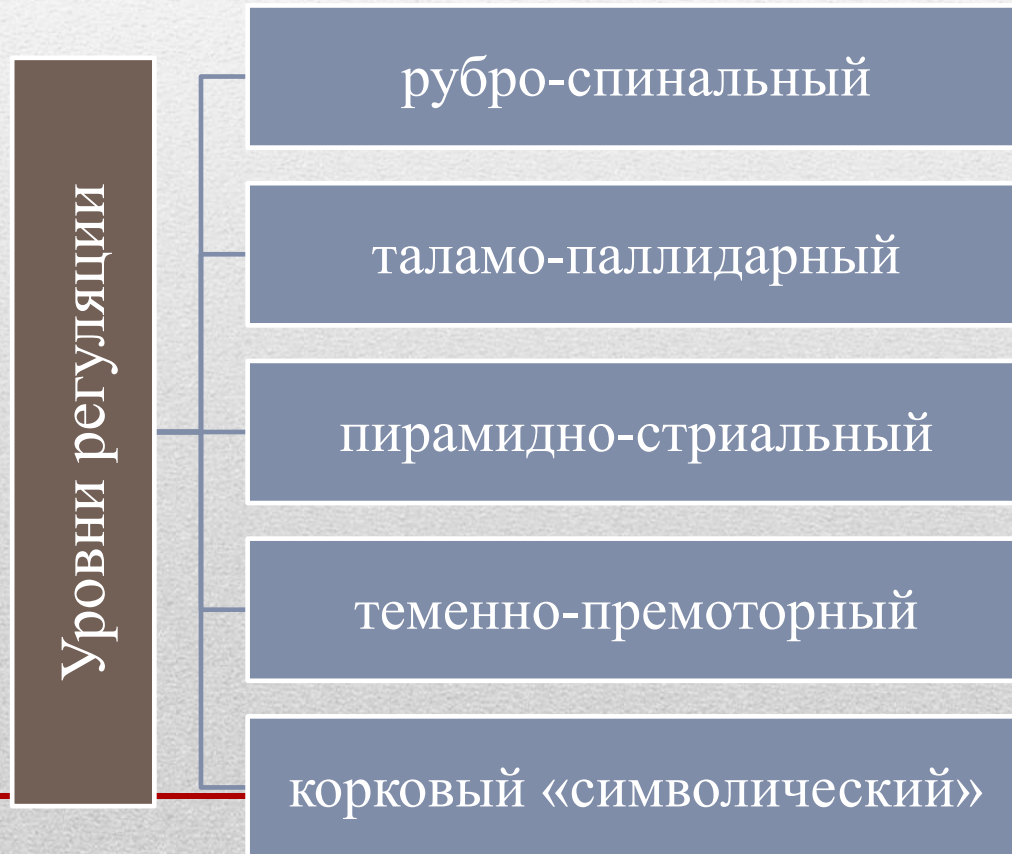 Уровни регуляции
рубро-спинальный
таламо-паллидарный
пирамидно-стриальный
теменно-премоторный
корковый «символический»